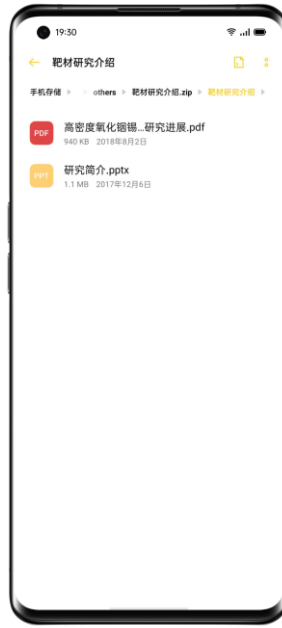 19:30
靶材研究介绍
手机存储 others 靶材研究介绍.zip 靶材研究介绍
PDF
高密度氧化铟锡...研究进展.pdf
940 KB 2018年8月2日
PPT
研究简介.pptx
1.1 MB 2017年12月6日